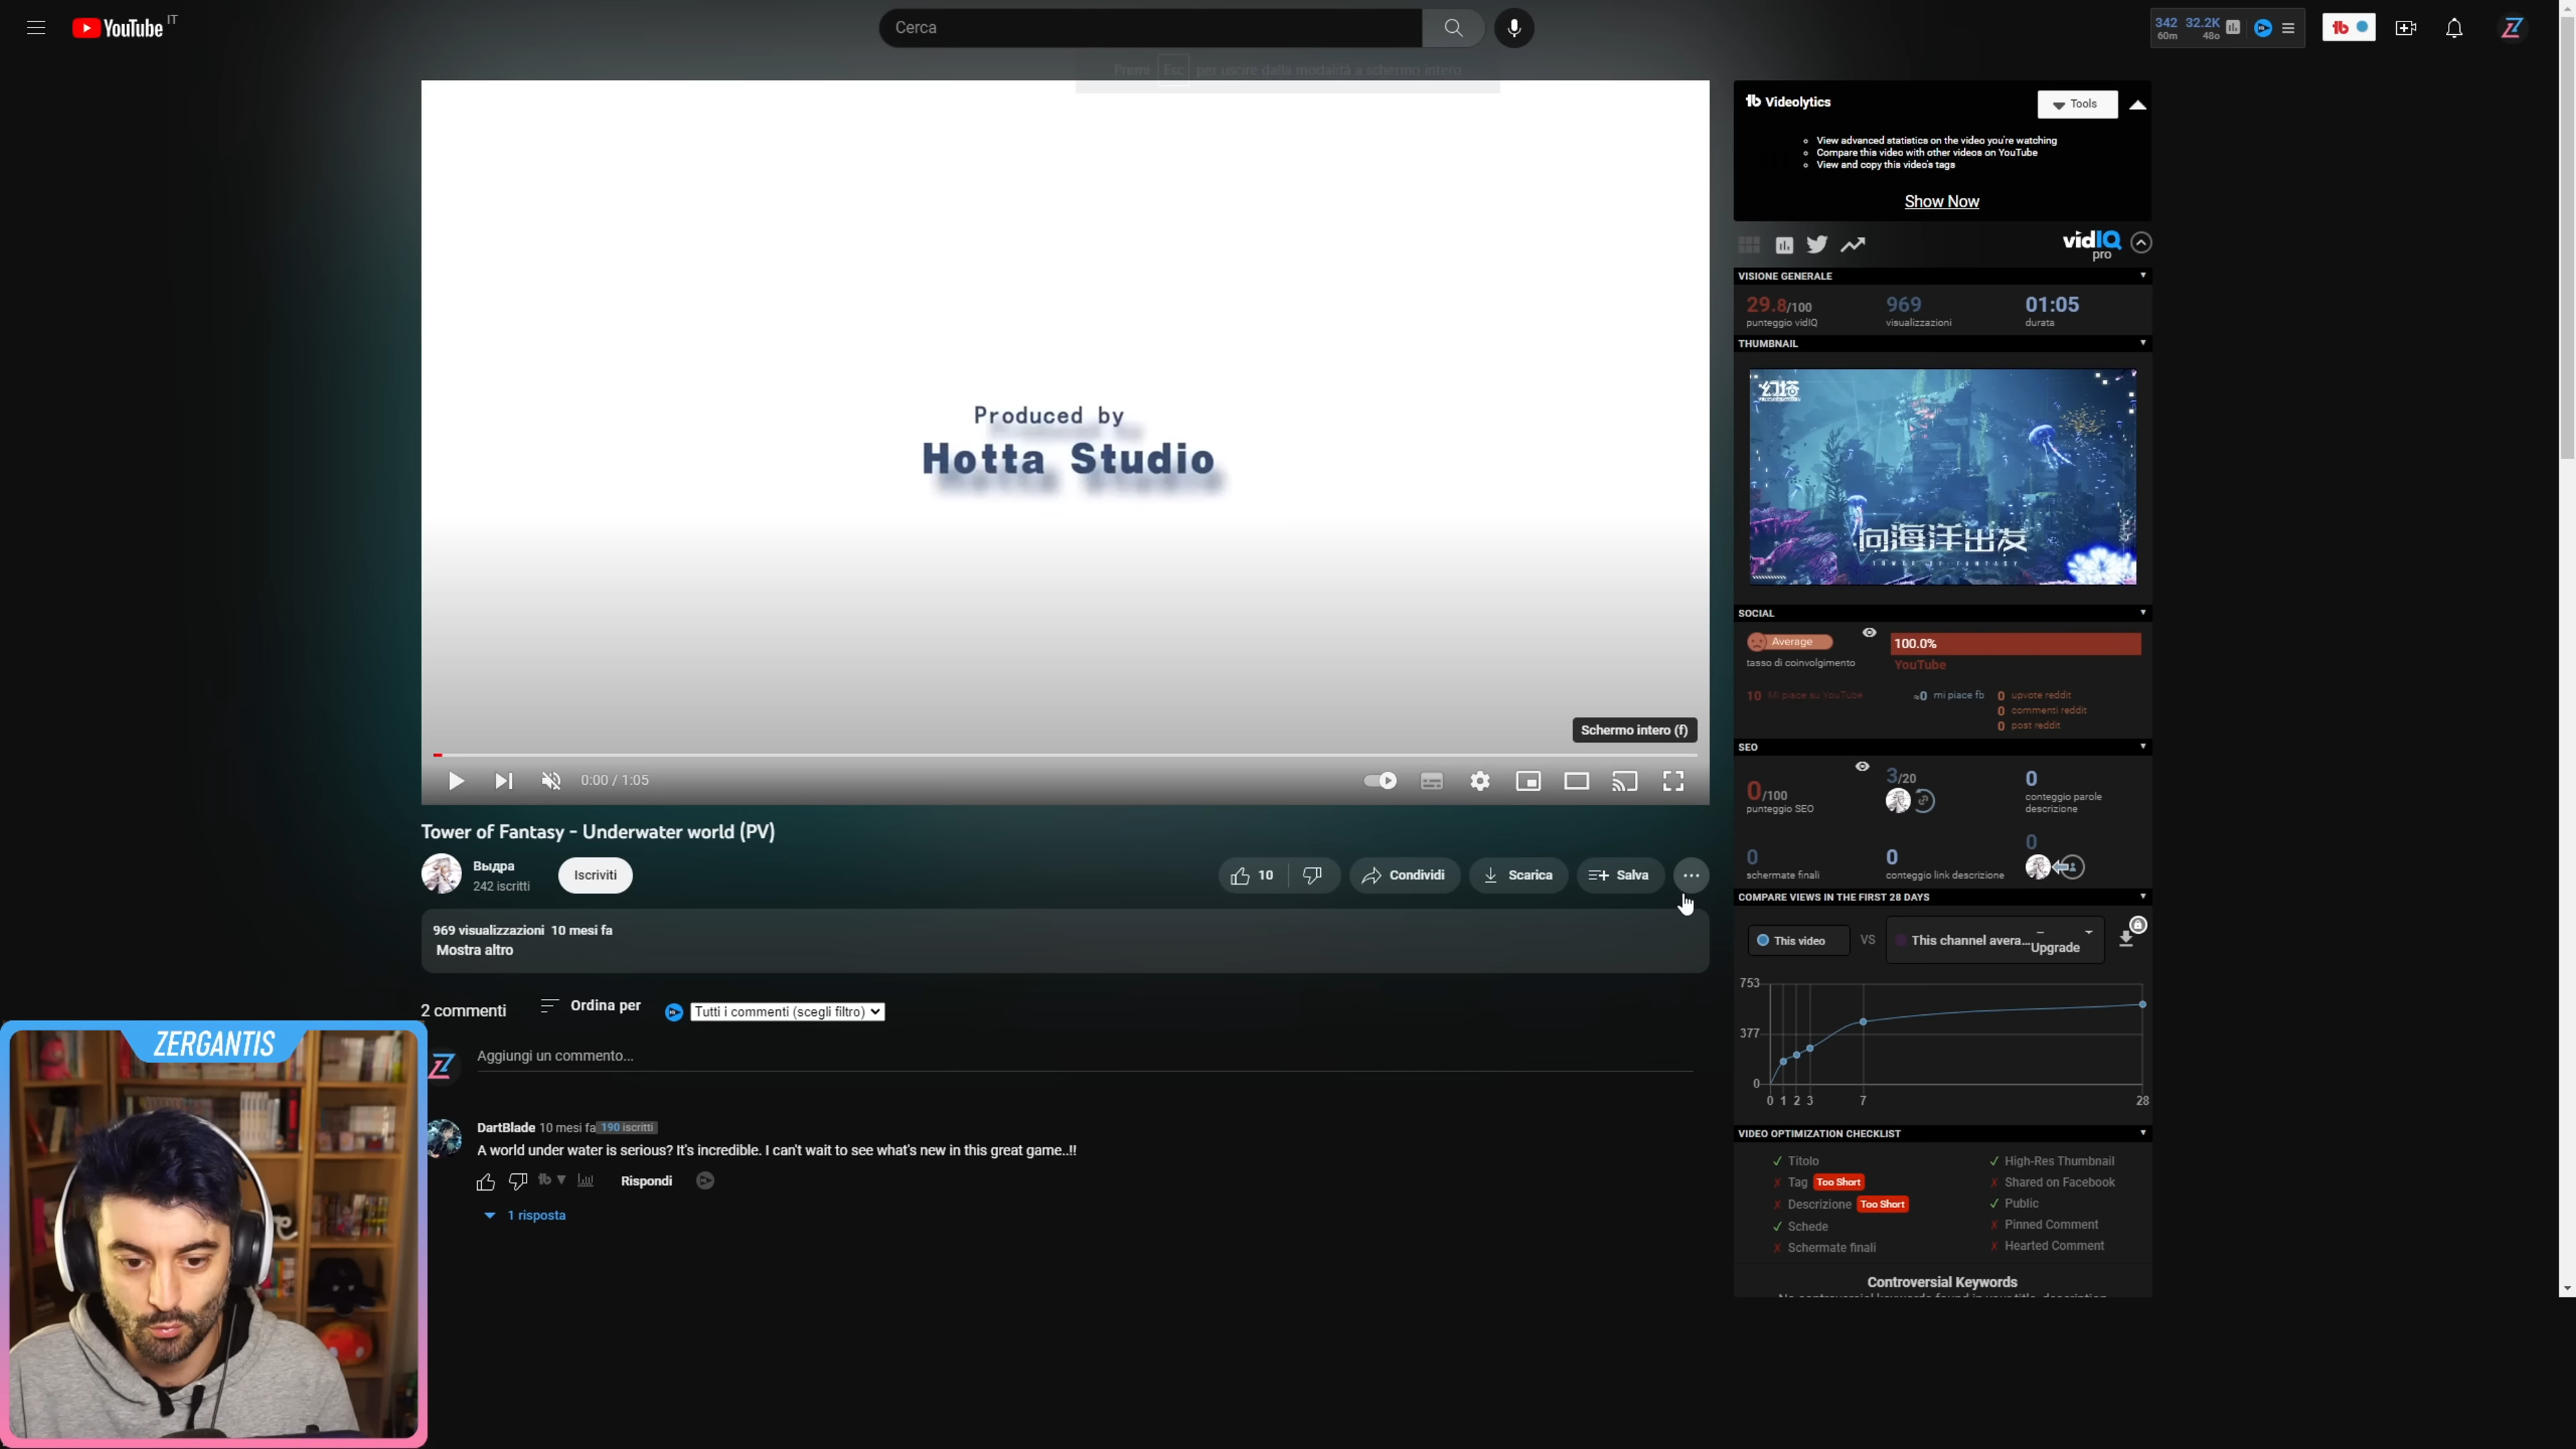 YouTube IT
Cerca
342 32.2K
60m 48o
Premi Esc per uscire dalla modalità a schermo intero
Produced by
Hotta Studio
Schermo intero (f)
0:00 / 1:05
Tower of Fantasy - Underwater world (PV)
Выдра
242 iscritti
Iscriviti
10
Condividi
Scarica
Salva
969 visualizzazioni 10 mesi fa
Mostra altro
2 commenti
Ordina per
Tutti i commenti (scegli filtro)
Aggiungi un commento...
DartBlade 10 mesi fa 190 iscritti
A world under water is serious? It's incredible. I can't wait to see what's new in this great game..!!
Rispondi
1 risposta
ZERGANTIS
Videolytics
Tools
View advanced statistics on the video you're watching
Compare this video with other videos on YouTube
View and copy this video's tags
Show Now
vidIQ
pro
VISIONE GENERALE
29.8/100
punteggio vidIQ
969
visualizzazioni
01:05
durata
THUMBNAIL
幻塔
向海洋出发
TOWER OF FANTASY
SOCIAL
Average
tasso di coinvolgimento
100.0%
YouTube
10 Mi piace su YouTube
≈0 mi piace fb
0 upvote reddit
0 commenti reddit
0 post reddit
SEO
0/100
punteggio SEO
3/20
0
conteggio parole
descrizione
0
schermate finali
0
conteggio link descrizione
0
COMPARE VIEWS IN THE FIRST 28 DAYS
This video
VS
This channel avera...
– Upgrade
753
377
0
0 1 2 3 7 28
VIDEO OPTIMIZATION CHECKLIST
Titolo
Tag Too Short
Descrizione Too Short
Schede
Schermate finali
High-Res Thumbnail
Shared on Facebook
Public
Pinned Comment
Hearted Comment
Controversial Keywords